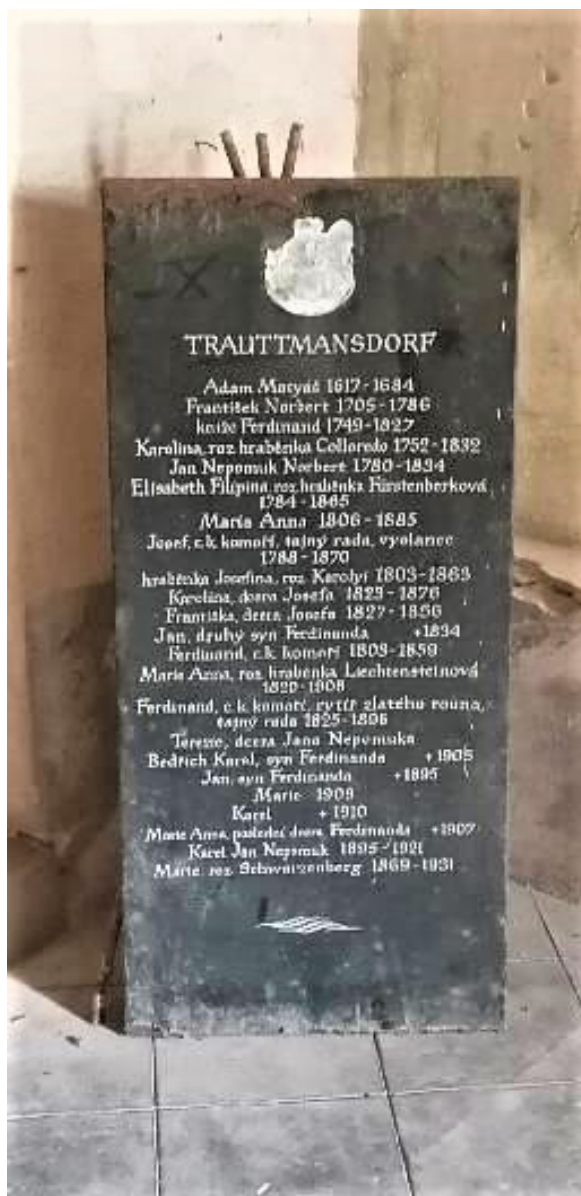 TRAUTTMANSDORF
Adam Matyáš 1617-1684
František Norbert 1705-1786
kníže Ferdinand 1749-1827
Karolina, roz. hraběnka Colloredo 1752-1832
Jan Nepomuk Norbert 1780-1834
Elisabeth Filipina, roz. hraběnka Fürstenberková
1784-1865
Maria Anna 1806-1885
Josef, c.k. komoří, tajný rada, vyslanec
1788-1870
hraběnka Josefina, roz. Karolyi 1803-1863
Karolina, dcera Josefa 1823-1876
Františka, dcera Josefa 1827-1856
Jan, druhý syn Ferdinanda +1834
Ferdinand, c.k. komoří 1803-1859
Marie Anna, roz. hraběnka Liechtensteinová
1820-1908
Ferdinand, c.k. komoří, rytíř zlatého rouna,
tajný rada 1825-1896
Terezie, dcera Jana Nepomuka
Bedřich Karel, syn Ferdinanda +1905
Jan, syn Ferdinanda +1895
Marie 1909
Karel +1910
Marie Anna, poslední dcera Ferdinanda +1907
Karel Jan Nepomuk 1895-1921
Marie roz. Schwarzenberg 1869-1931